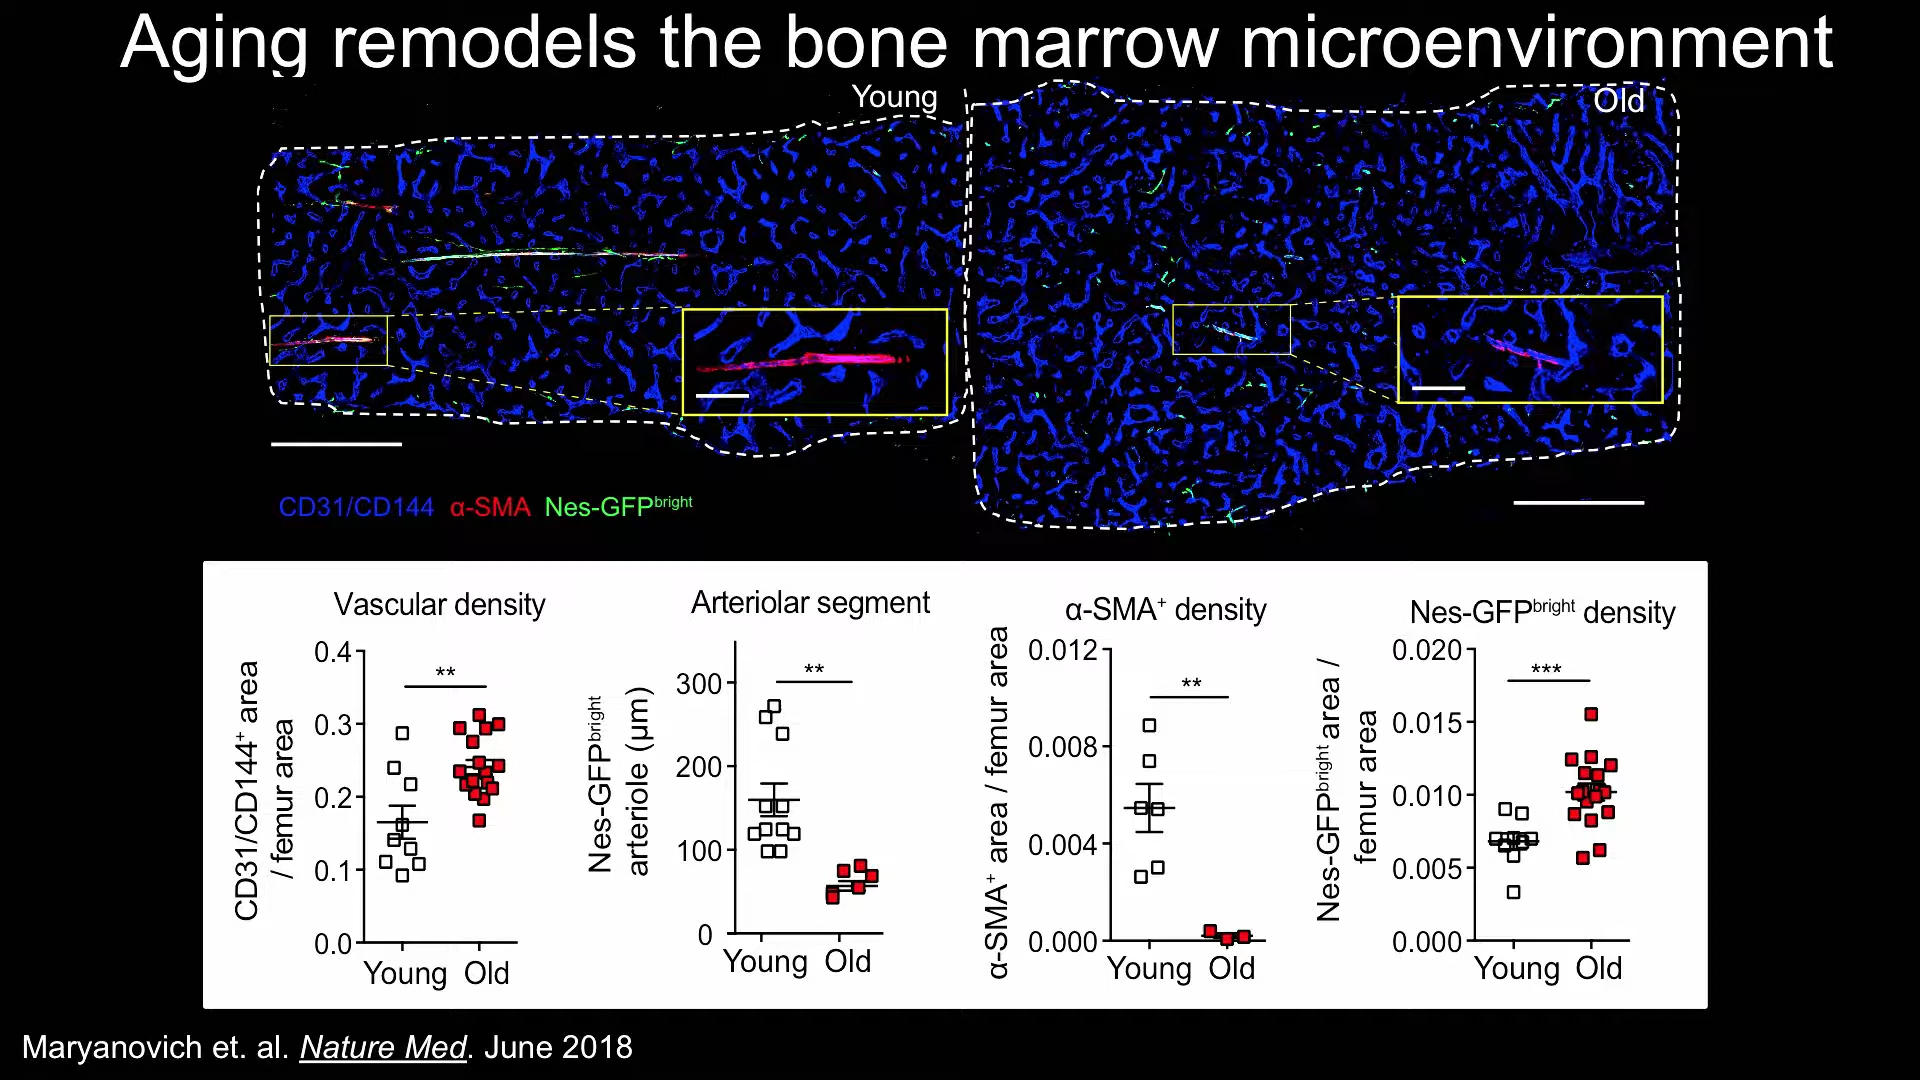 Aging remodels the bone marrow microenvironment
Young
Old
CD31/CD144 α-SMA Nes-GFPbright
Vascular density
CD31/CD144+ area
/ femur area
0.4
0.3
0.2
0.1
0.0
**
Young Old
Arteriolar segment
Nes-GFPbright
arteriole (μm)
300
200
100
0
**
Young Old
α-SMA+ density
α-SMA+ area / femur area
0.012
0.008
0.004
0.000
**
Young Old
Nes-GFPbright density
Nes-GFPbright area /
femur area
0.020
0.015
0.010
0.005
0.000
***
Young Old
Maryanovich et. al. Nature Med. June 2018